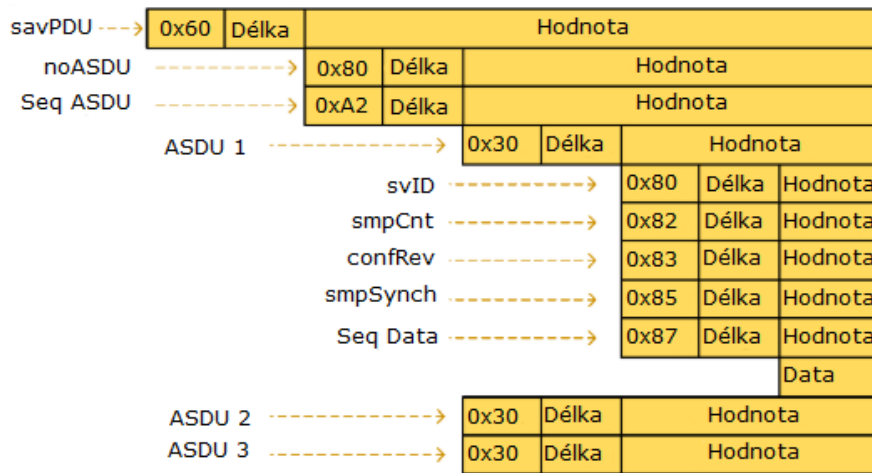 savPDU 0x60 Délka Hodnota
noASDU 0x80 Délka Hodnota
Seq ASDU 0xA2 Délka Hodnota
ASDU 1 0x30 Délka Hodnota
svID 0x80 Délka Hodnota
smpCnt 0x82 Délka Hodnota
confRev 0x83 Délka Hodnota
smpSynch 0x85 Délka Hodnota
Seq Data 0x87 Délka Hodnota
Data
ASDU 2 0x30 Délka Hodnota
ASDU 3 0x30 Délka Hodnota